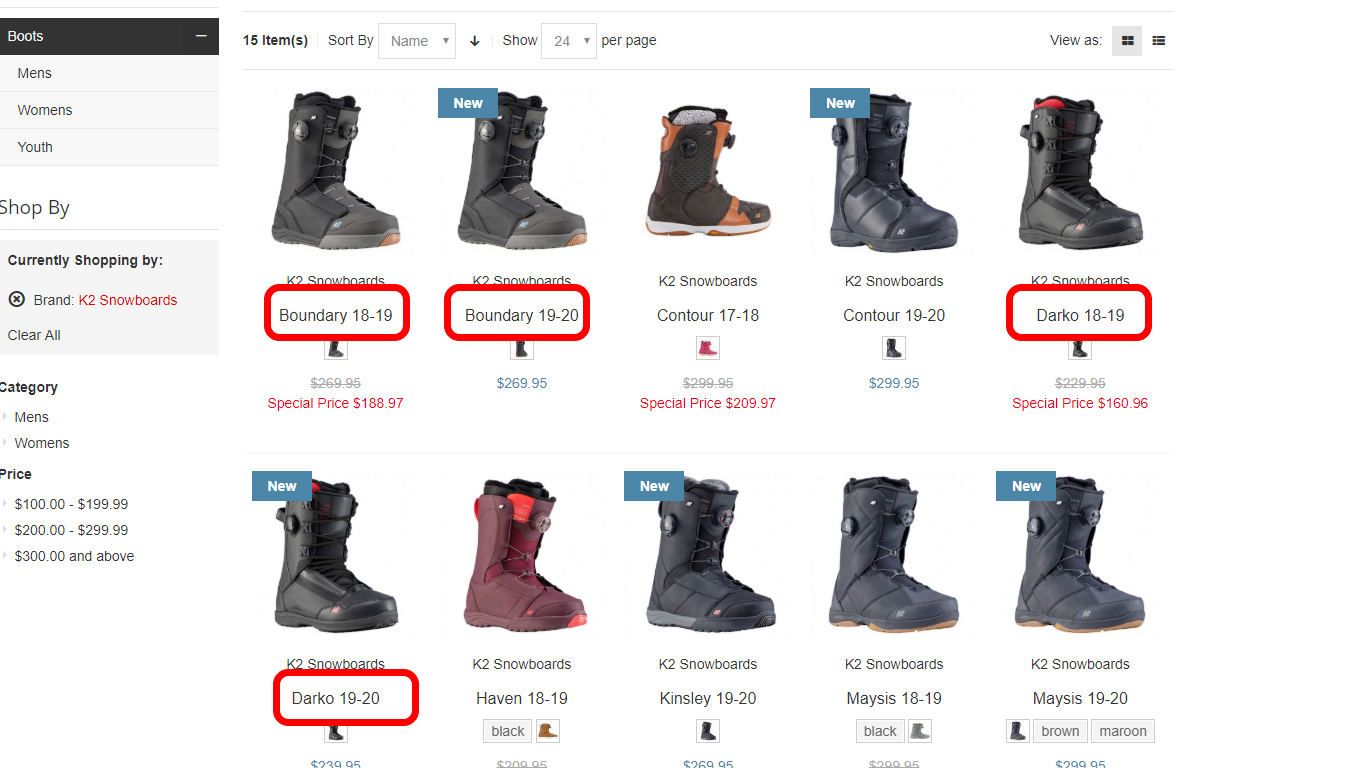 Boots
Mens
Womens
Youth
Shop By
Currently Shopping by:
Brand: K2 Snowboards
Clear All
Category
Mens
Womens
Price
$100.00 - $199.99
$200.00 - $299.99
$300.00 and above
15 Item(s) Sort By Name Show 24 per page View as:
New New
K2 Snowboards K2 Snowboards K2 Snowboards K2 Snowboards K2 Snowboards
Boundary 18-19 Boundary 19-20 Contour 17-18 Contour 19-20 Darko 18-19
$269.95 $269.95 $299.95 $299.95 $229.95
Special Price $188.97 Special Price $209.97 Special Price $160.96
New New New
K2 Snowboards K2 Snowboards K2 Snowboards K2 Snowboards K2 Snowboards
Darko 19-20 Haven 18-19 Kinsley 19-20 Maysis 18-19 Maysis 19-20
black black brown maroon
$239.95 $209.95 $269.95 $299.95 $299.95